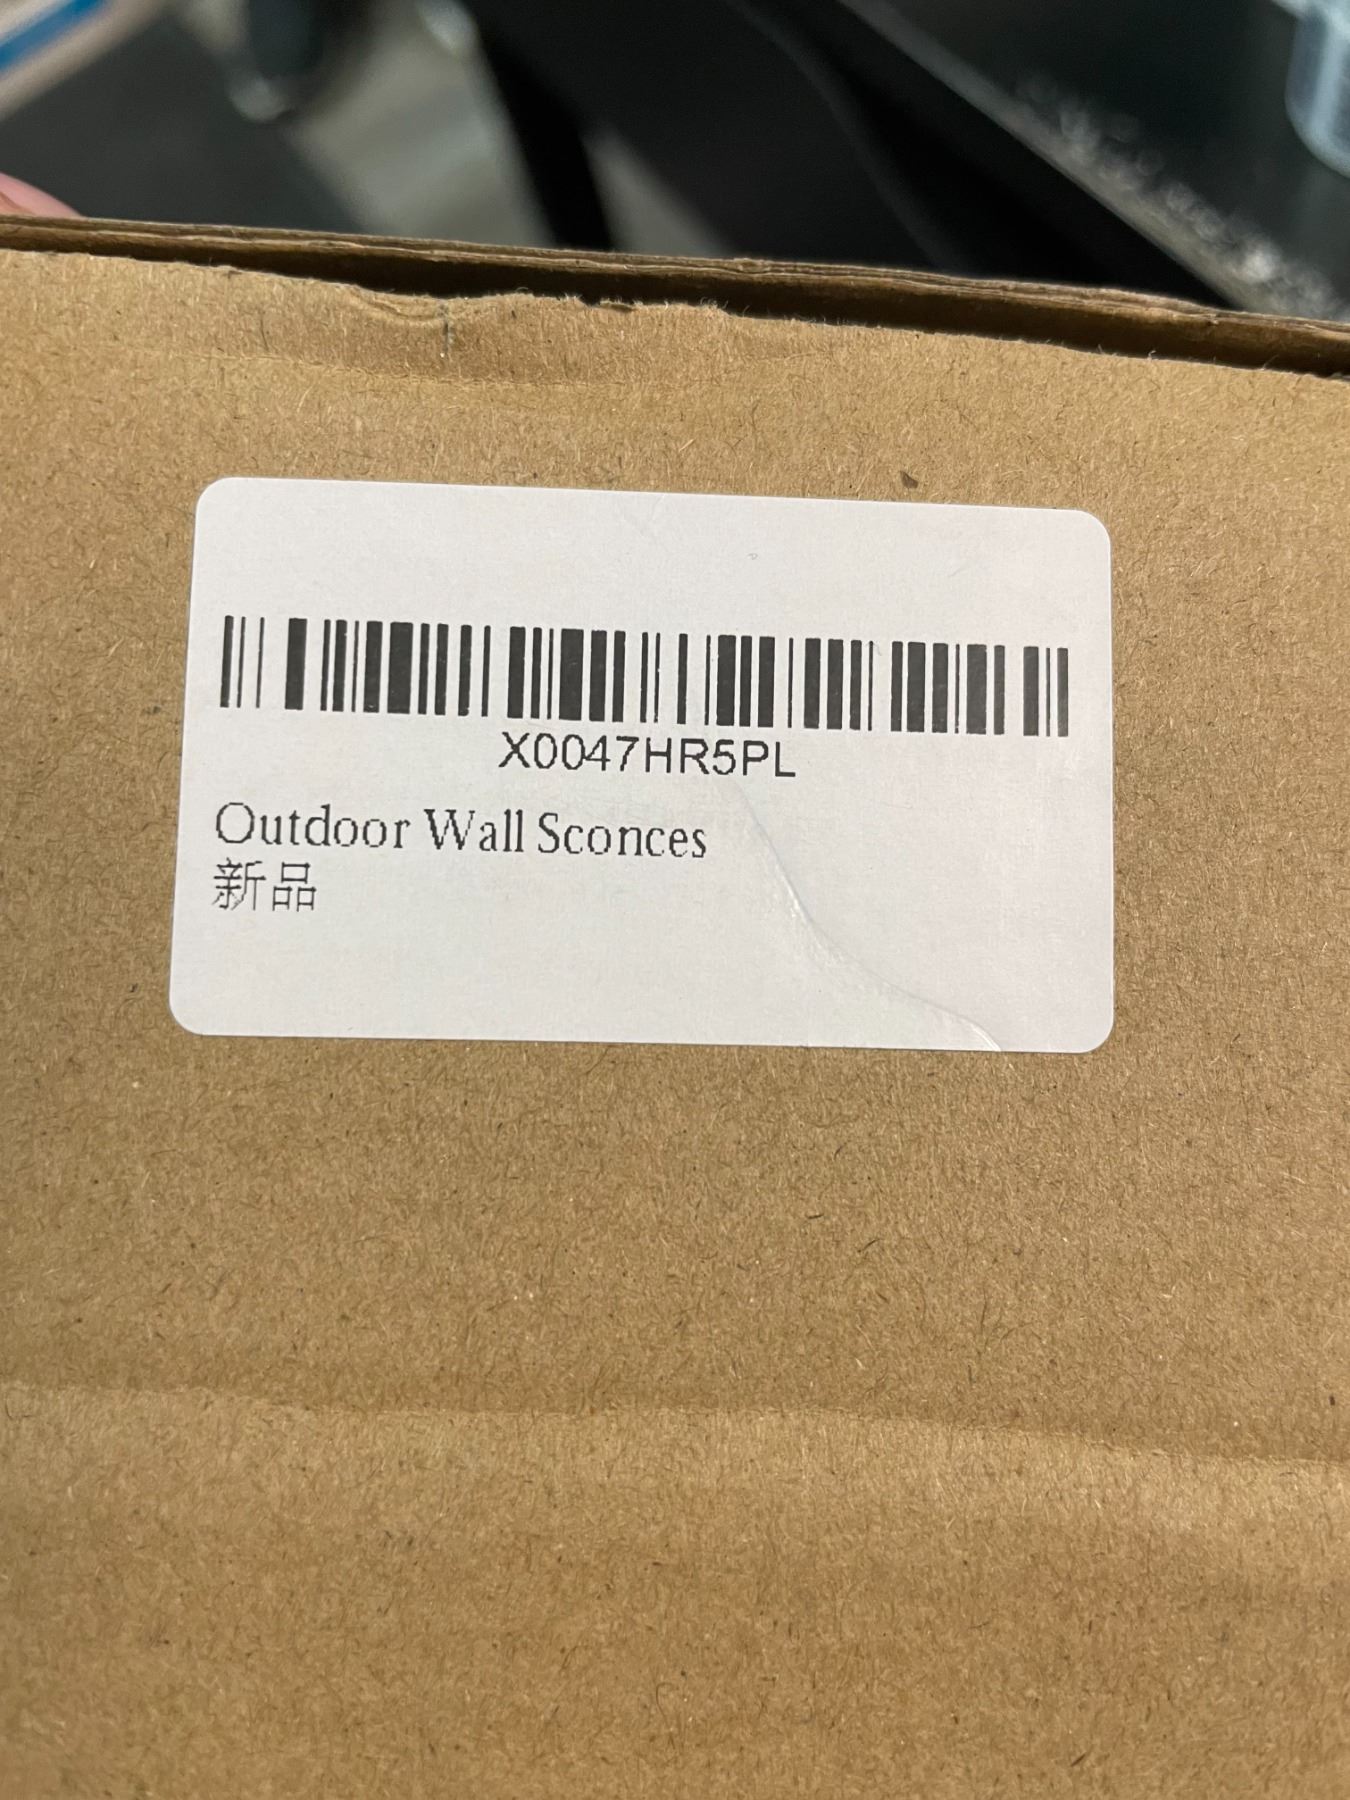 X0047HR5PL
Outdoor Wall Sconces
新品